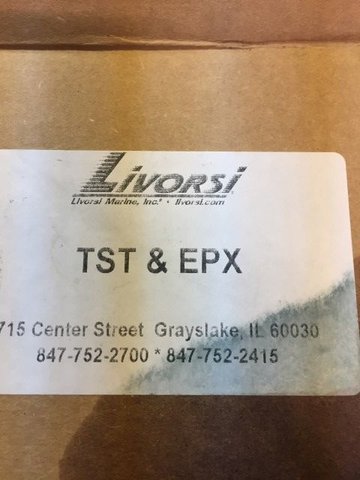 LIVORSI
Livorsi Marine, Inc.® • livorsi.com
TST & EPX
715 Center Street Grayslake, IL 60030
847-752-2700 * 847-752-2415